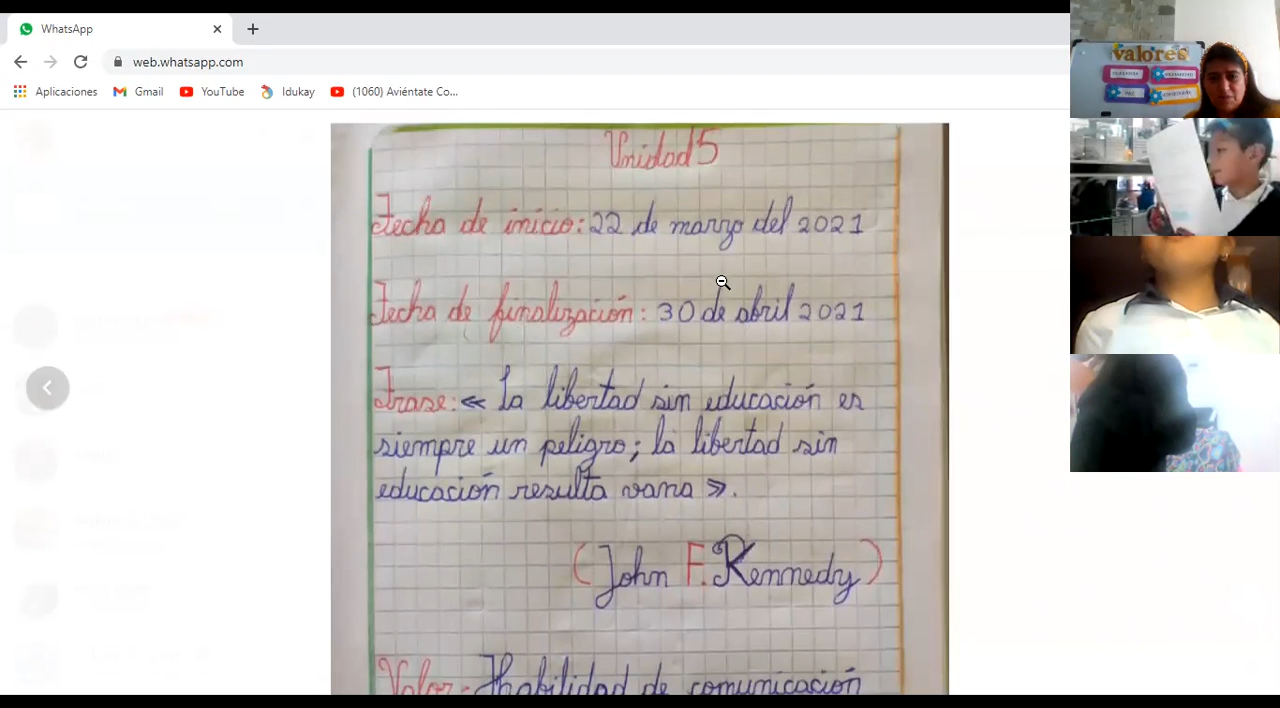 WhatsApp
web.whatsapp.com
Aplicaciones
Gmail
YouTube
Idukay
(1060) Aviéntate Co...
valores
Unidad 5
Fecha de inicio: 22 de marzo del 2021
Fecha de finalización: 30 de abril 2021
Frase: « La libertad sin educación es
siempre un peligro; la libertad sin
educación resulta vana ».
(John F. Kennedy)
Valor.- Habilidad de comunicación